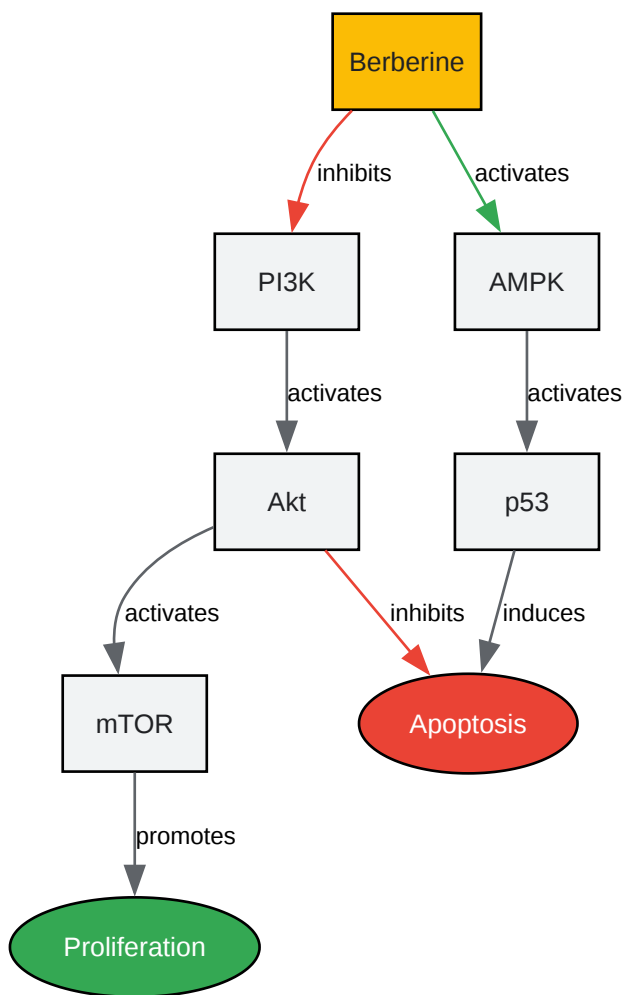 Berberine
inhibits
activates
PI3K
AMPK
activates
activates
Akt
p53
activates
inhibits
induces
mTOR
Apoptosis
promotes
Proliferation